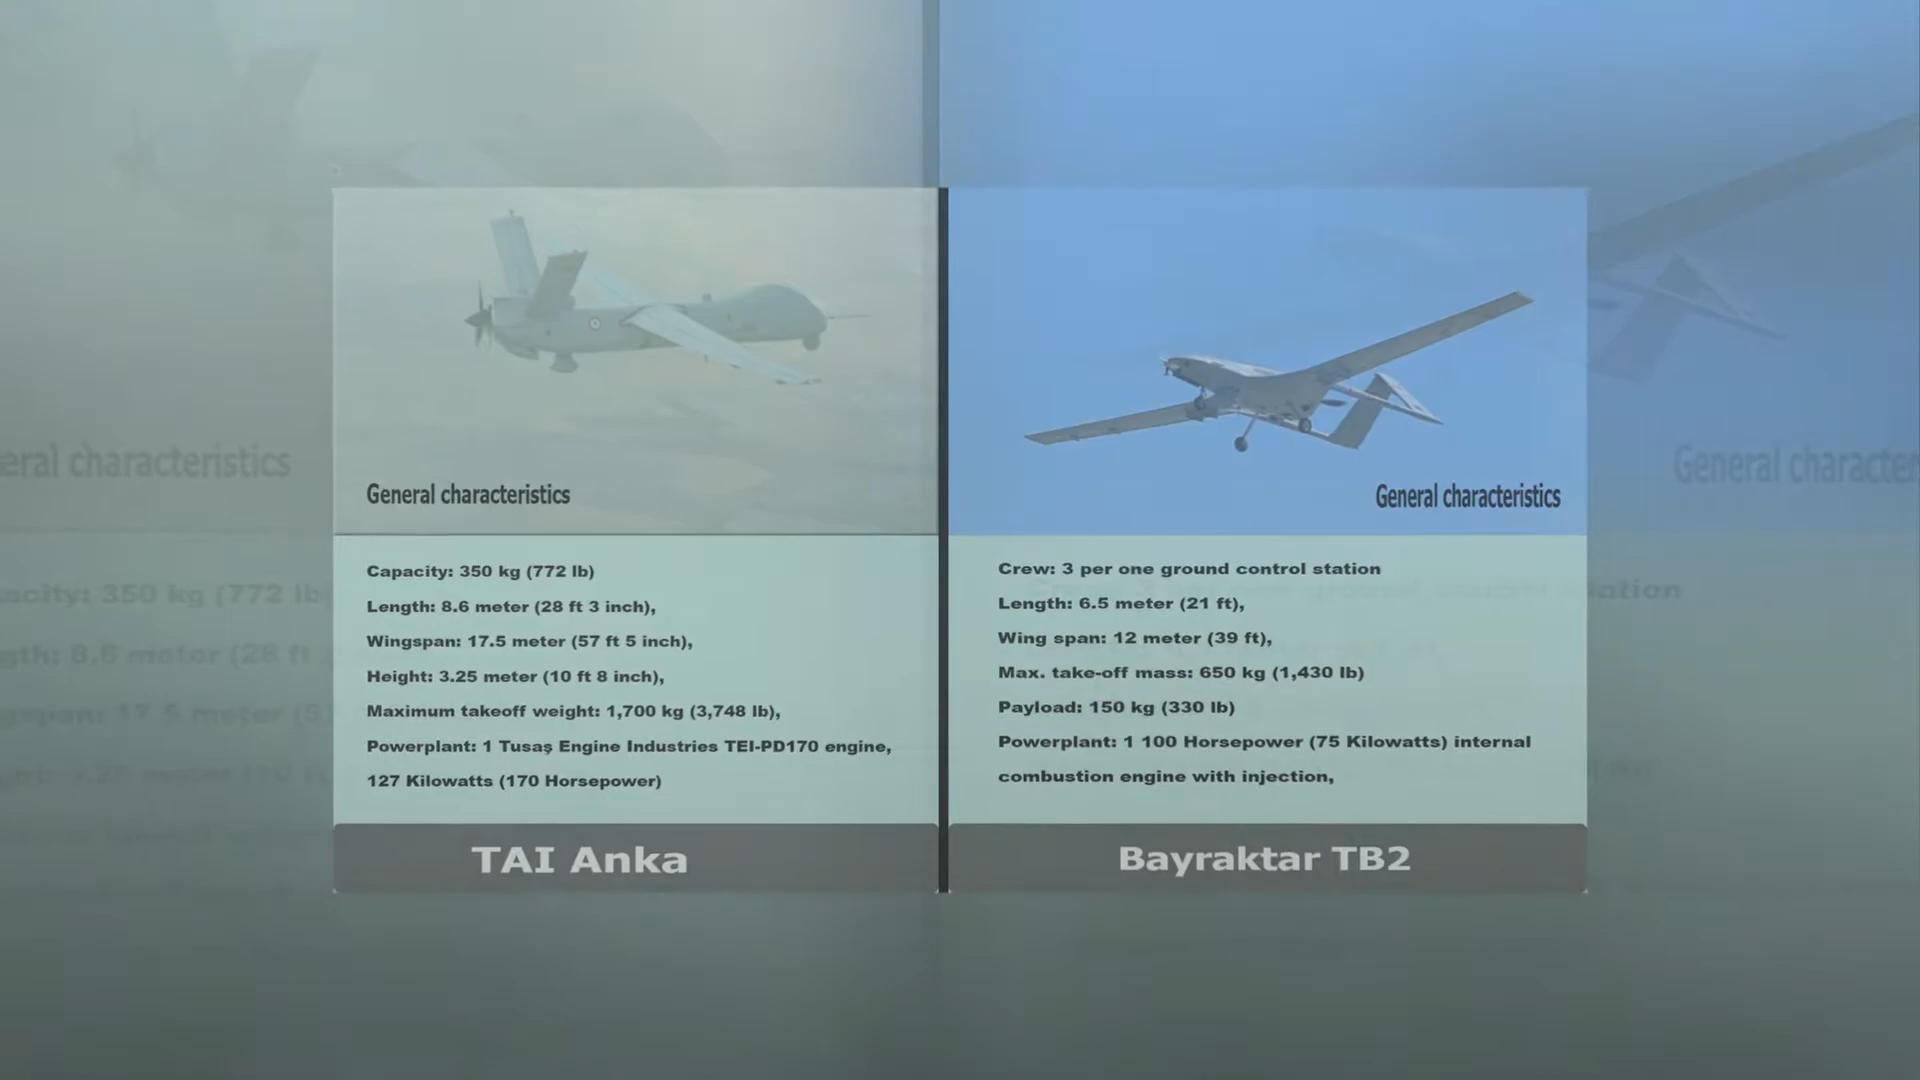 General characteristics
Capacity: 350 kg (772 lb)
Length: 8.6 meter (28 ft 3 inch),
Wingspan: 17.5 meter (57 ft 5 inch),
Height: 3.25 meter (10 ft 8 inch),
Maximum takeoff weight: 1,700 kg (3,748 lb),
Powerplant: 1 Tusaş Engine Industries TEI-PD170 engine,
127 Kilowatts (170 Horsepower)
TAI Anka
General characteristics
Crew: 3 per one ground control station
Length: 6.5 meter (21 ft),
Wing span: 12 meter (39 ft),
Max. take-off mass: 650 kg (1,430 lb)
Payload: 150 kg (330 lb)
Powerplant: 1 100 Horsepower (75 Kilowatts) internal
combustion engine with injection,
Bayraktar TB2